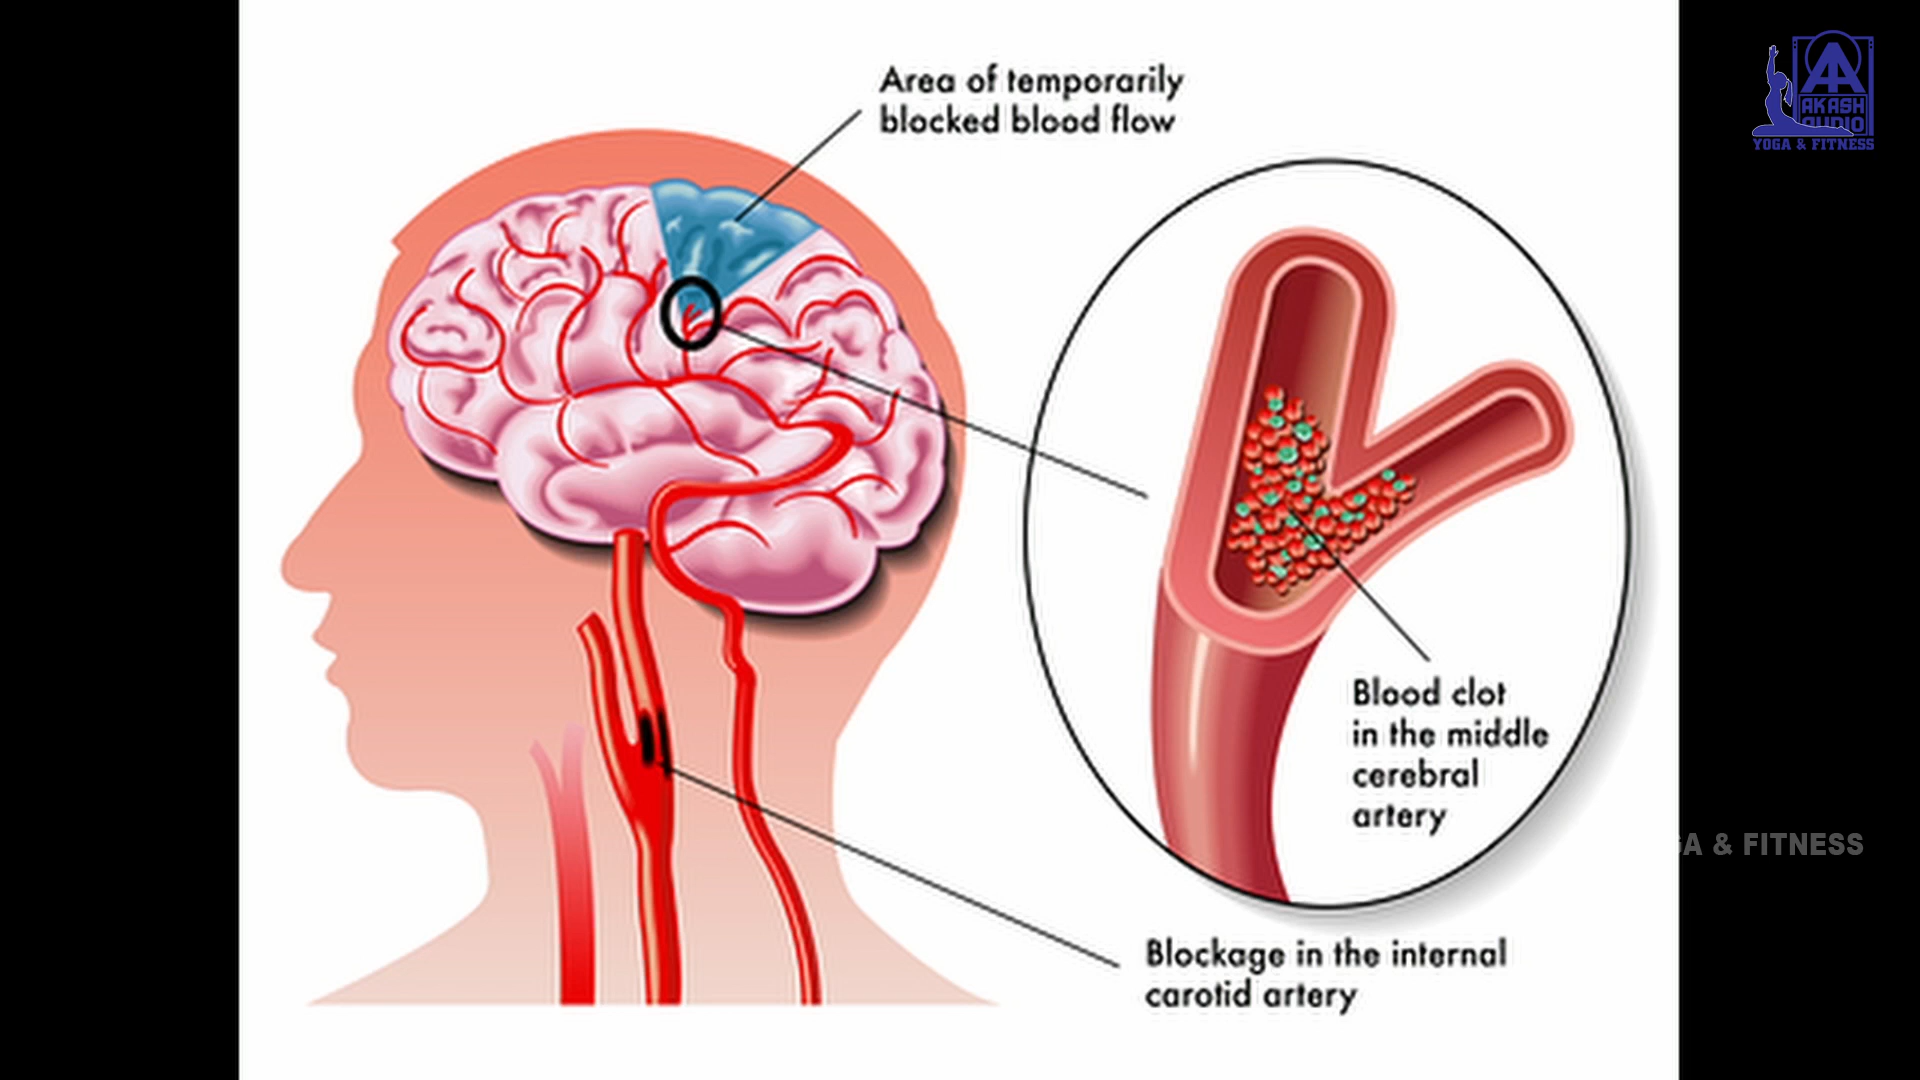 Area of temporarily
blocked blood flow
AKASH
AUDIO
YOGA & FITNESS
Blood clot
in the middle
cerebral
artery
& FITNESS
Blockage in the internal
carotid artery